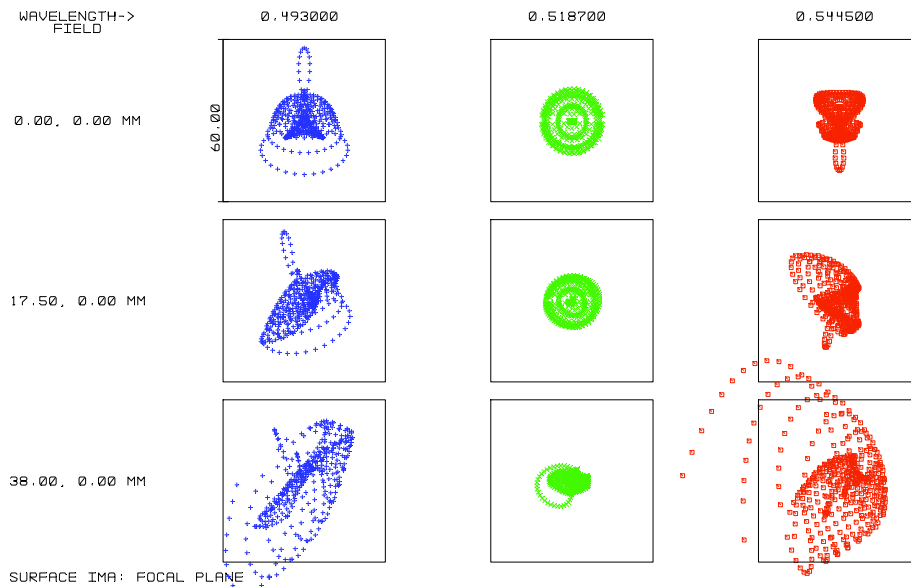 WAVELENGTH-> 0.493000 0.518700 0.544500
FIELD
0.00, 0.00 MM
60.00
17.50, 0.00 MM
38.00, 0.00 MM
SURFACE IMA: FOCAL PLANE